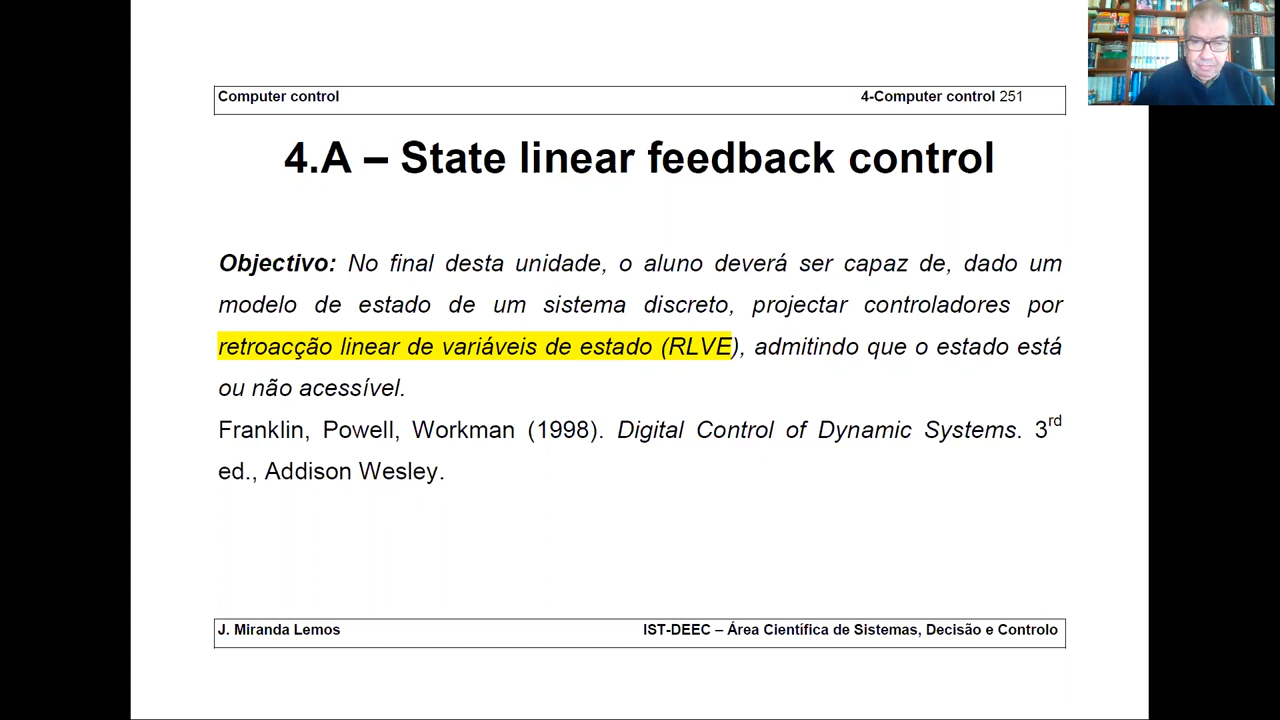 Computer control
4-Computer control 251
4.A – State linear feedback control
Objectivo: No final desta unidade, o aluno deverá ser capaz de, dado um
modelo de estado de um sistema discreto, projectar controladores por
retroacção linear de variáveis de estado (RLVE), admitindo que o estado está
ou não acessível.
Franklin, Powell, Workman (1998). Digital Control of Dynamic Systems. 3rd
ed., Addison Wesley.
J. Miranda Lemos
IST-DEEC – Área Científica de Sistemas, Decisão e Controlo